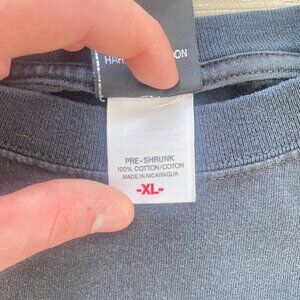 PRE-SHRUNK
100% COTTON/COTON
MADE IN NICARAGUA
-XL-